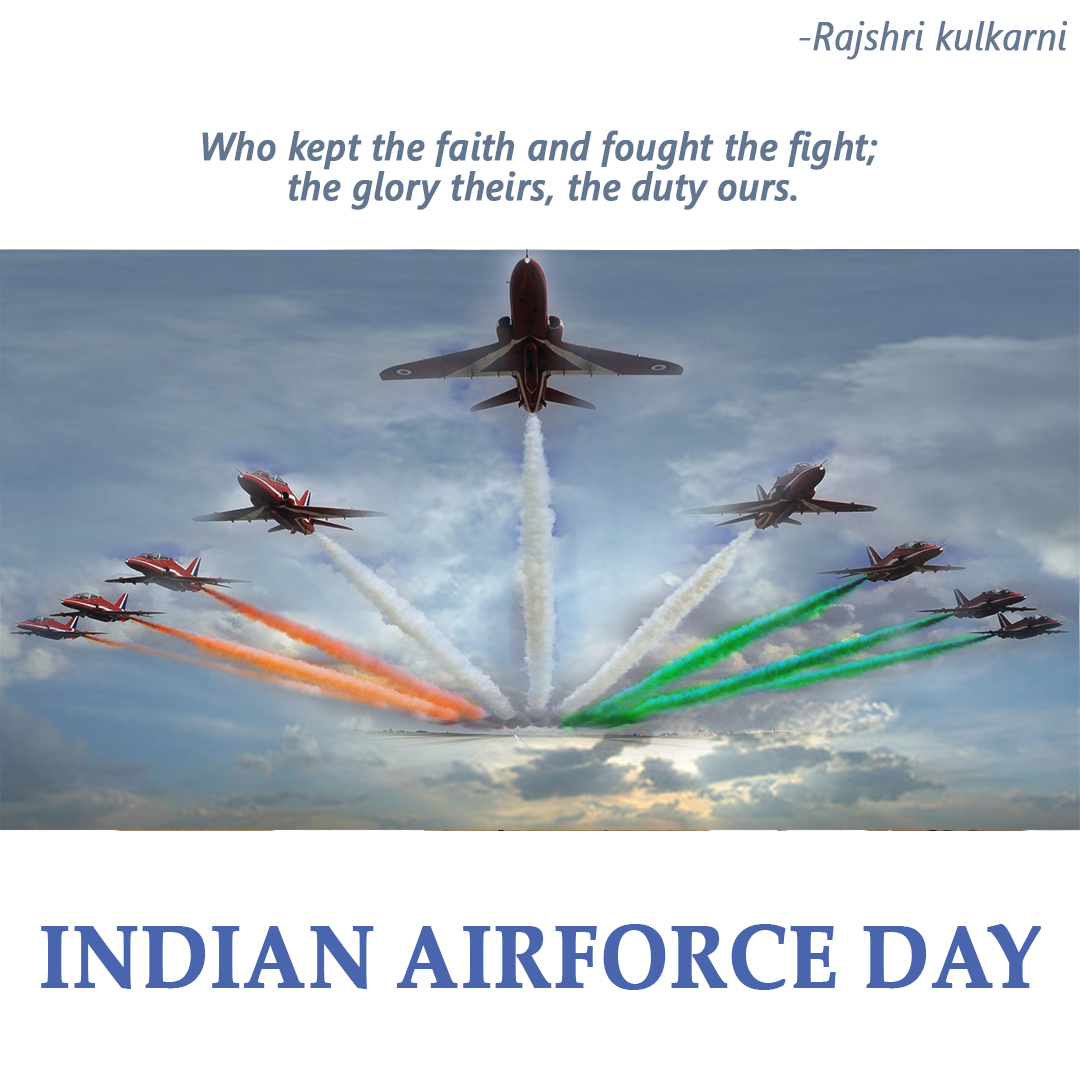 -Rajshri kulkarni
Who kept the faith and fought the fight;
the glory theirs, the duty ours.
INDIAN AIRFORCE DAY